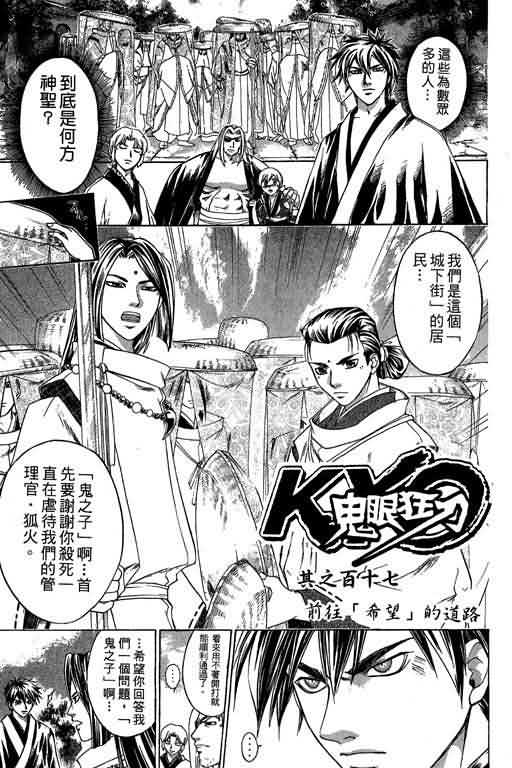 這些為數眾
多的人…
到底是何方
神聖？
我們是這個「
城下街」的居
民…
「鬼之子」啊…首
先要謝謝你殺死一
直在虐待我們的管
理官，狐火。
KYO
鬼眼狂刀
其之百十七
前往「希望」的道路
看來用不著開打就
能順利通過了。
……
……
…希望你回答我
們一個問題，「
鬼之子」啊…